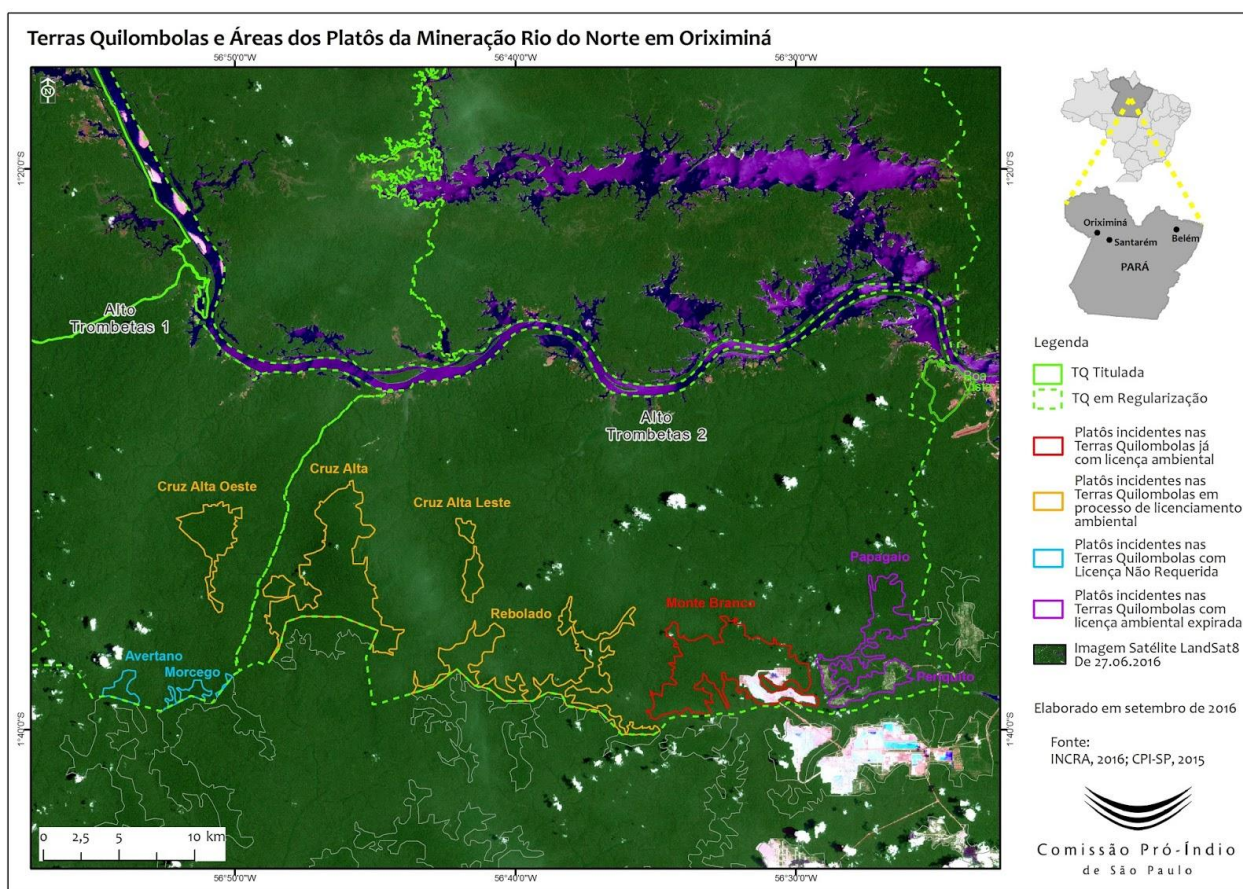 Terras Quilombolas e Áreas dos Platôs da Mineração Rio do Norte em Oriximiná
56°50'0"W
56°40'0"W
56°30'0"W
N
1°20'0"S
1°20'0"S
Alto
Trombetas 1
Boa
Vista
Alto
Trombetas 2
Cruz Alta
Cruz Alta Oeste
Cruz Alta Leste
Papagaio
Monte Branco
Rebolado
Avertano
Morcego
Periquito
1°40'0"S
1°40'0"S
0 2,5 5 10 km
56°50'0"W
56°40'0"W
56°30'0"W
Oriximiná
Santarém
Belém
PARÁ
Legenda
TQ Titulada
TQ em Regularização
Platôs incidentes nas
Terras Quilombolas já
com licença ambiental
Platôs incidentes nas
Terras Quilombolas em
processo de licenciamento
ambiental
Platôs incidentes nas
Terras Quilombolas com
Licença Não Requerida
Platôs incidentes nas
Terras Quilombolas com
licença ambiental expirada
Imagem Satélite LandSat8
De 27.06.2016
Elaborado em setembro de 2016
Fonte:
INCRA, 2016; CPI-SP, 2015
Comissão Pró-Índio
de São Paulo